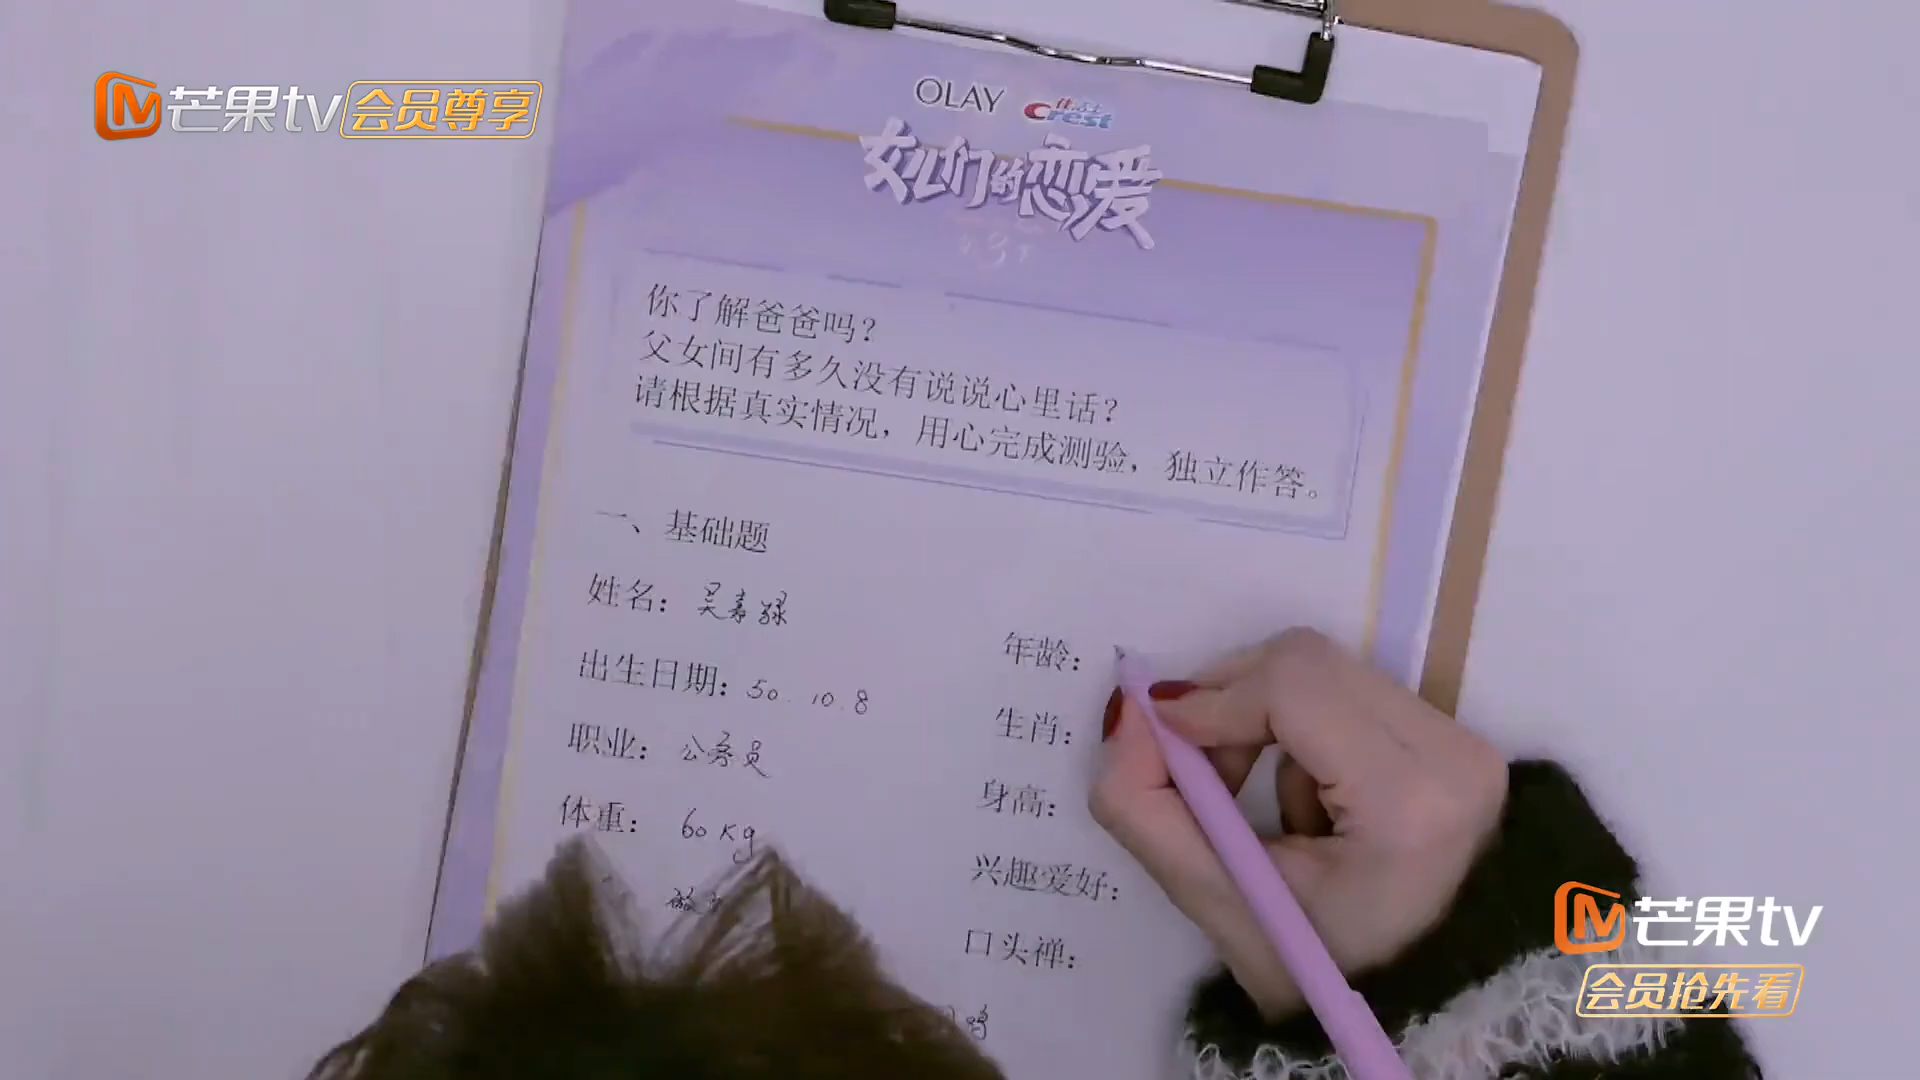 芒果tv 会员尊享
OLAY Crest
女儿们的恋爱
你了解爸爸吗？
父女间有多久没有说说心里话？
请根据真实情况，用心完成测验，独立作答。
一、基础题
姓名：吴
年龄：
出生日期：50.10.8
生肖：
职业：公务员
身高：
体重：60kg
兴趣爱好：
口头禅：
芒果tv
会员抢先看